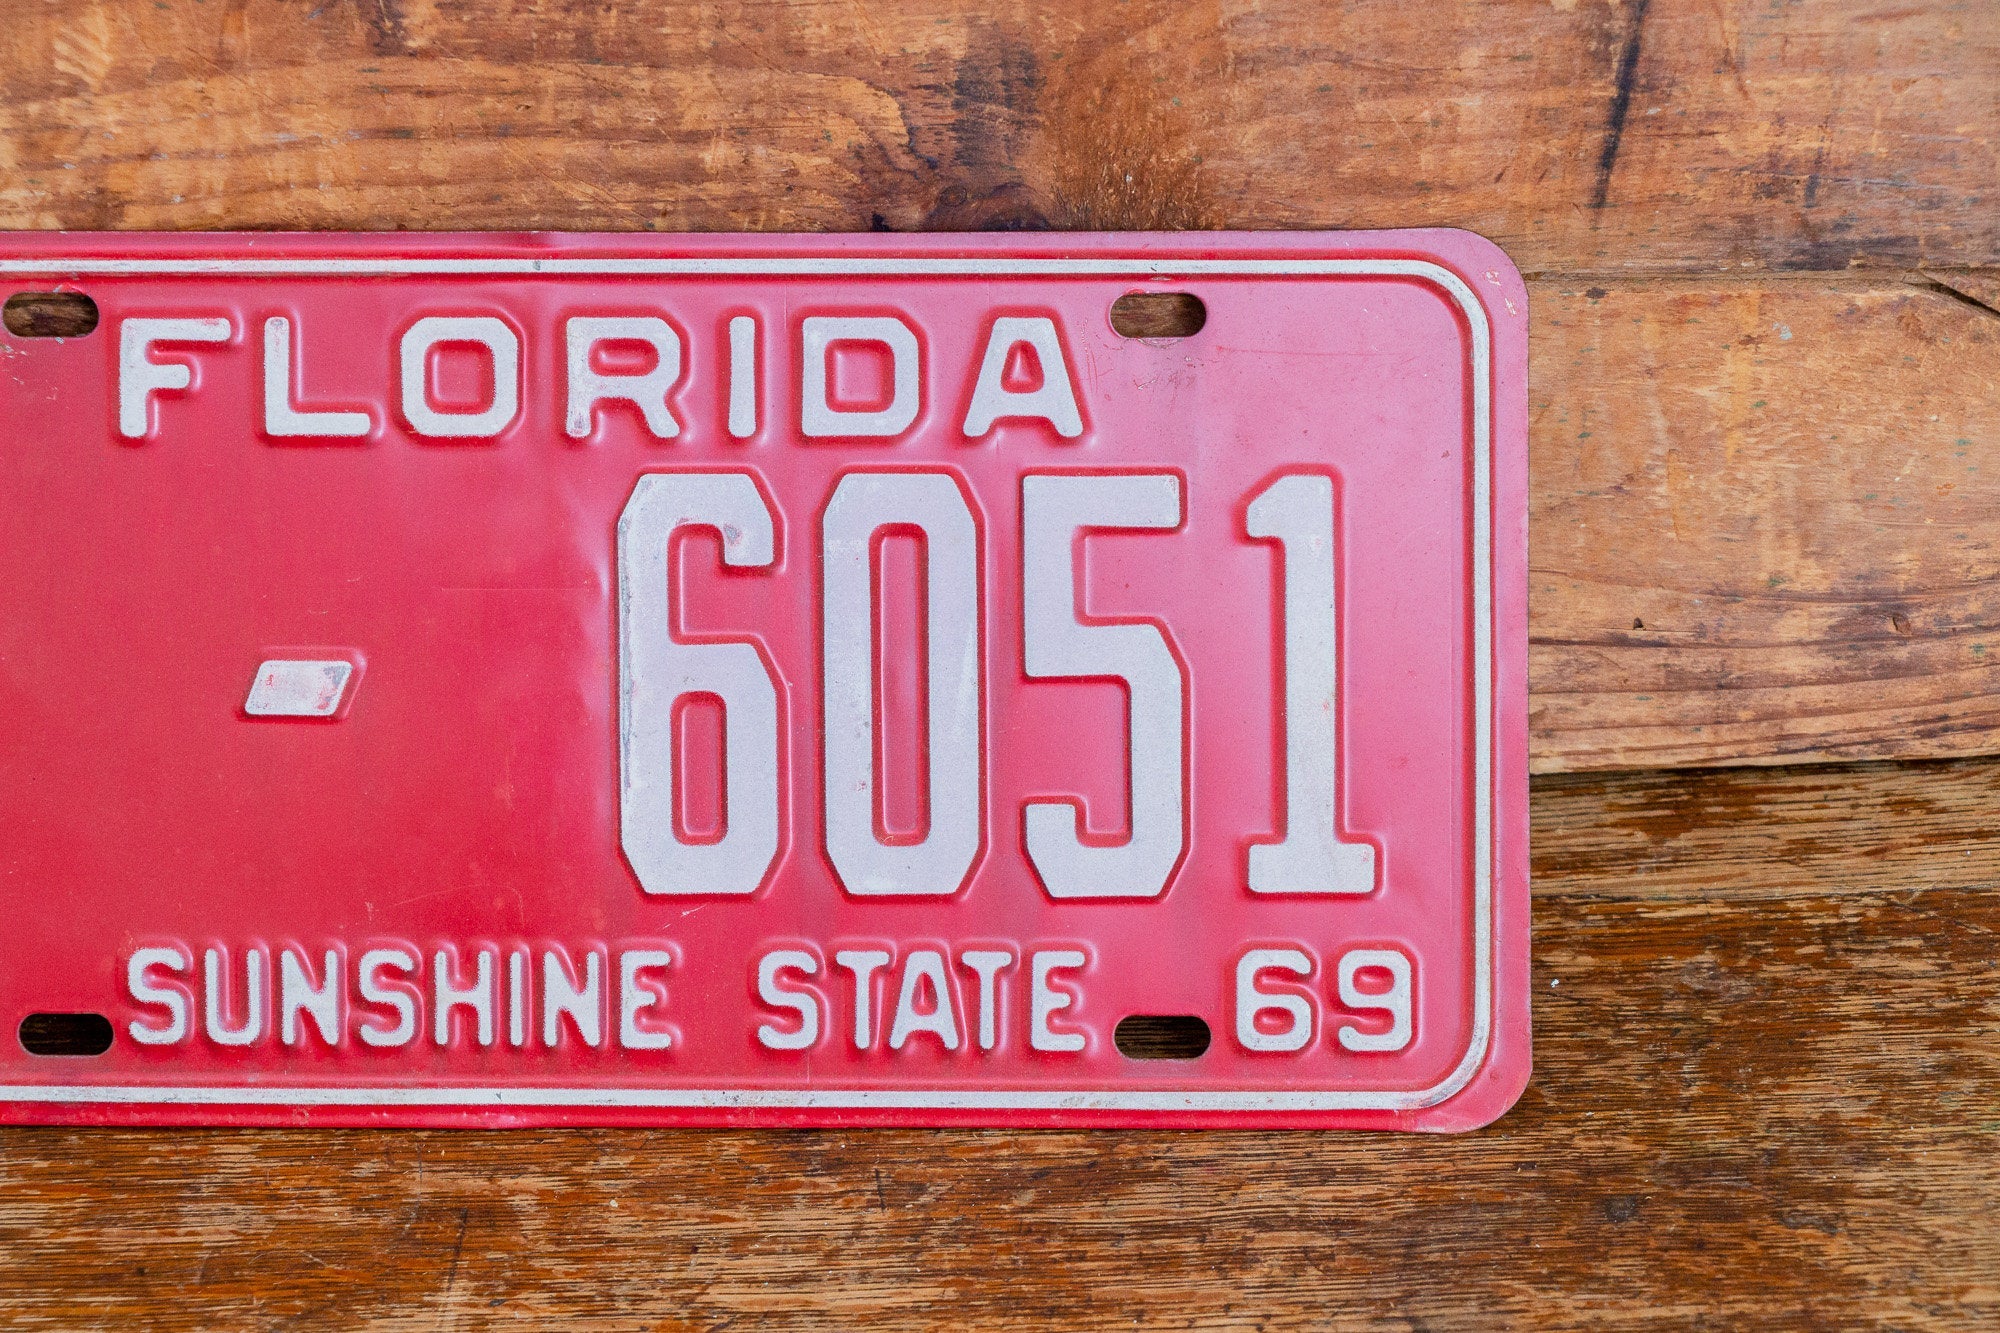 FLORIDA
- 6051
SUNSHINE STATE 69